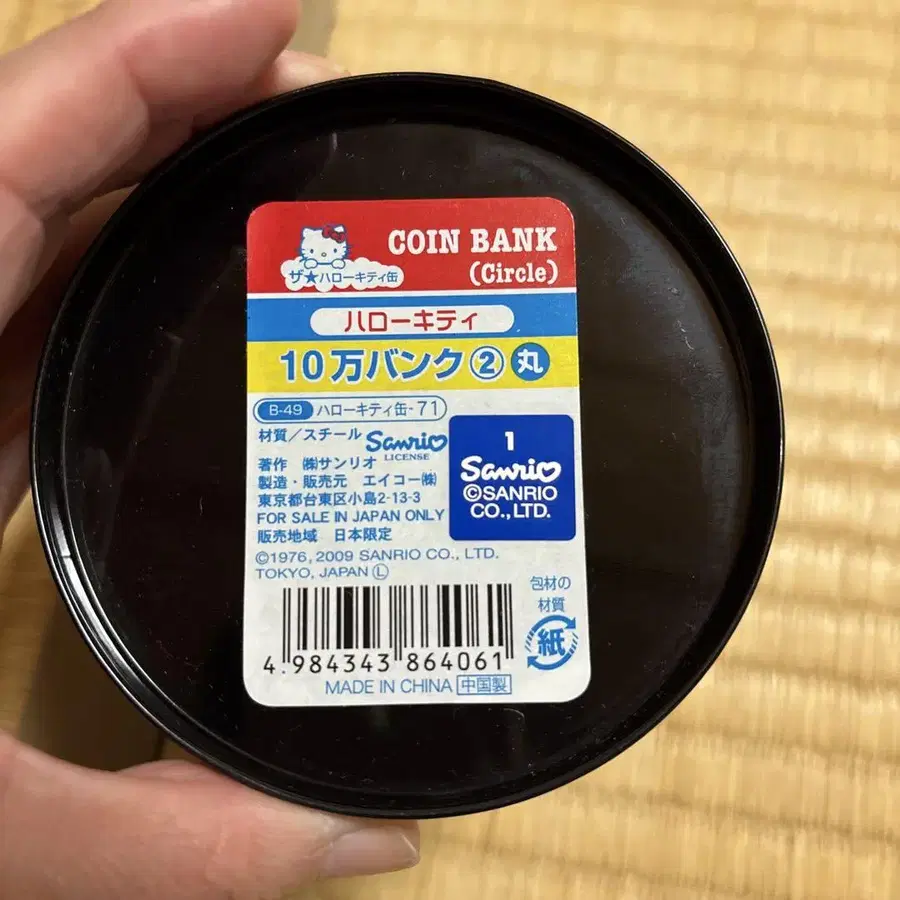 COIN BANK
(Circle)
ザ★ハローキティ缶
ハローキティ
10万バンク② 丸
B-49 ハローキティ缶-71
材質/スチール Sanrio
LICENSE
著作 ㈱サンリオ
製造・販売元 エイコー㈱
東京都台東区小島2-13-3
FOR SALE IN JAPAN ONLY
販売地域 日本限定
1
Sanrio
©SANRIO
CO.,LTD.
©1976, 2009 SANRIO CO., LTD.
TOKYO, JAPAN Ⓛ
包材の
材質
紙
4 984343 864061
MADE IN CHINA 中国製